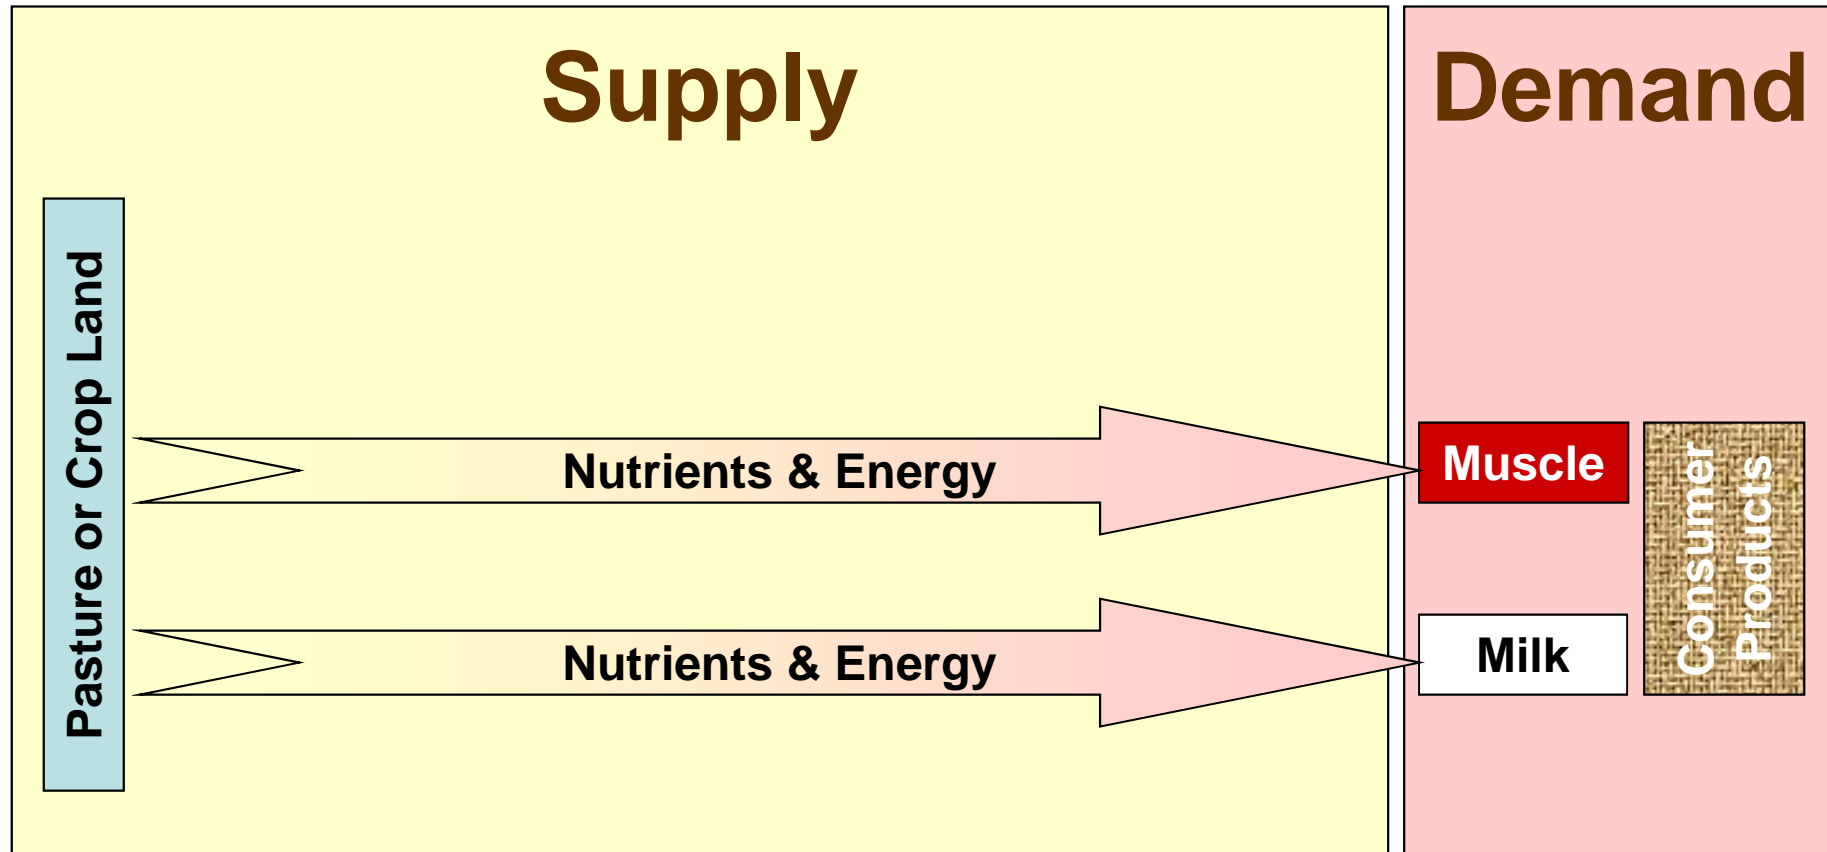 Supply
Demand
Pasture or Crop Land
Nutrients & Energy
Muscle
Nutrients & Energy
Milk
Consumer
Products